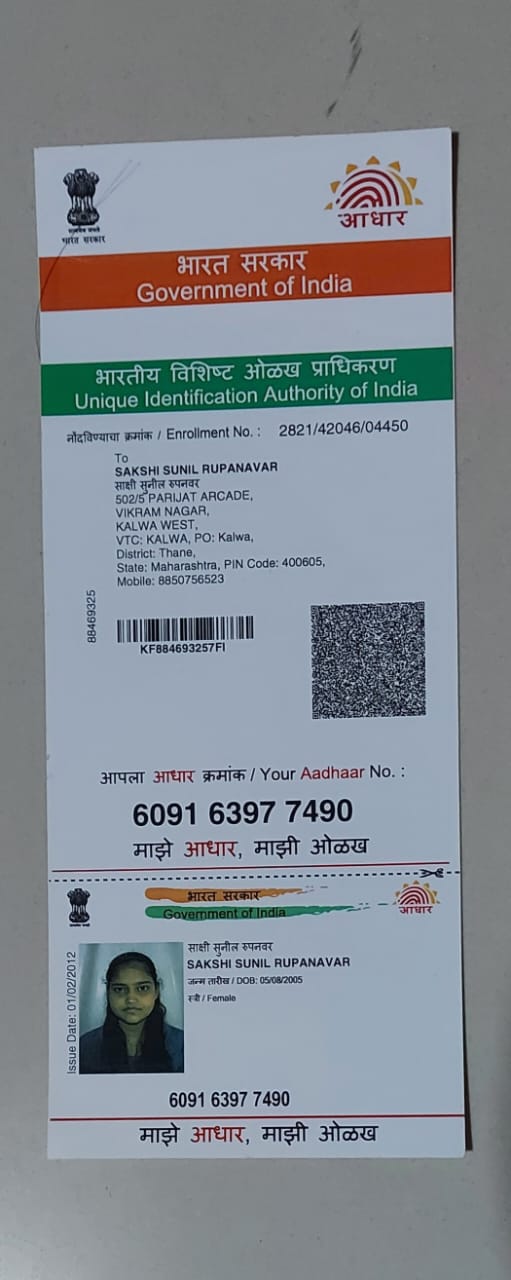 सत्यमेव जयते
भारत सरकार
आधार
भारत सरकार
Government of India
भारतीय विशिष्ट ओळख प्राधिकरण
Unique Identification Authority of India
नोंदविण्याचा क्रमांक / Enrollment No. : 2821/42046/04450
To
SAKSHI SUNIL RUPANAVAR
साक्षी सुनील रुपनवर
502/5 PARIJAT ARCADE,
VIKRAM NAGAR,
KALWA WEST,
VTC: KALWA, PO: Kalwa,
District: Thane,
State: Maharashtra, PIN Code: 400605,
Mobile: 8850756523
88469325
KF884693257FI
आपला आधार क्रमांक / Your Aadhaar No. :
6091 6397 7490
माझे आधार, माझी ओळख
भारत सरकार
Government of India
आधार
Issue Date: 01/02/2012
साक्षी सुनील रुपनवर
SAKSHI SUNIL RUPANAVAR
जन्म तारीख / DOB: 05/08/2005
स्त्री / Female
6091 6397 7490
माझे आधार, माझी ओळख